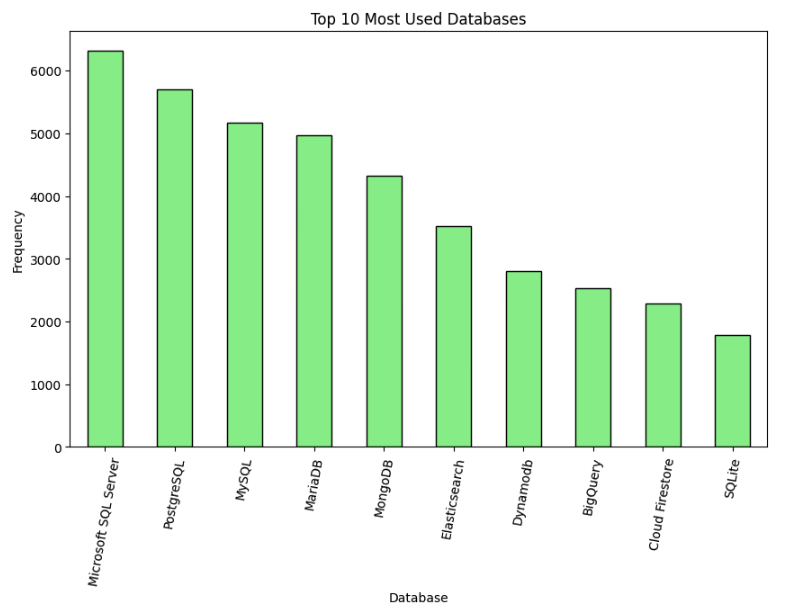 Top 10 Most Used Databases
Frequency
6000
5000
4000
3000
2000
1000
0
Microsoft SQL Server
PostgreSQL
MySQL
MariaDB
MongoDB
Elasticsearch
Dynamodb
BigQuery
Cloud Firestore
SQLite
Database